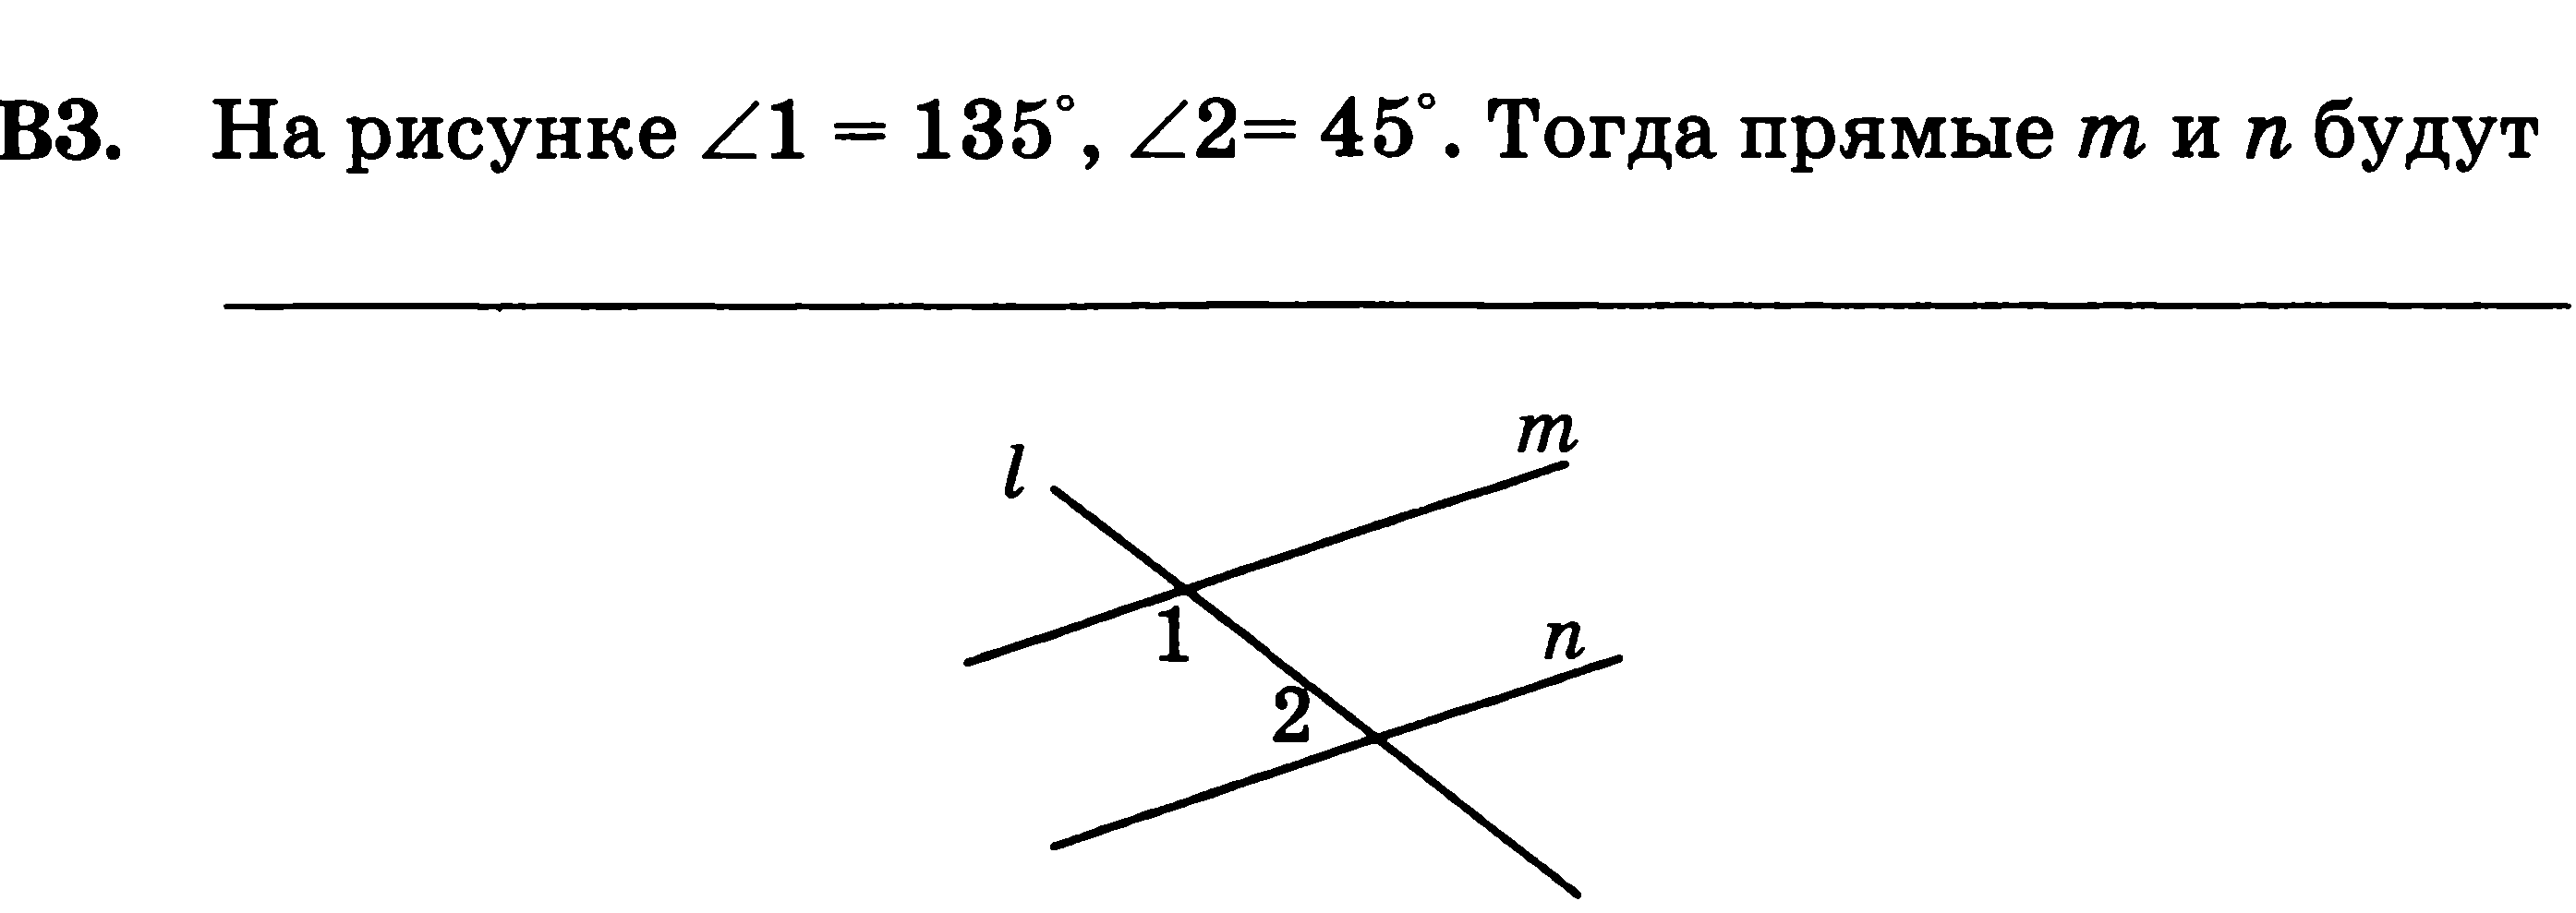 В3. На рисунке ∠1 = 135°, ∠2= 45°. Тогда прямые m и n будут
l
m
1
n
2